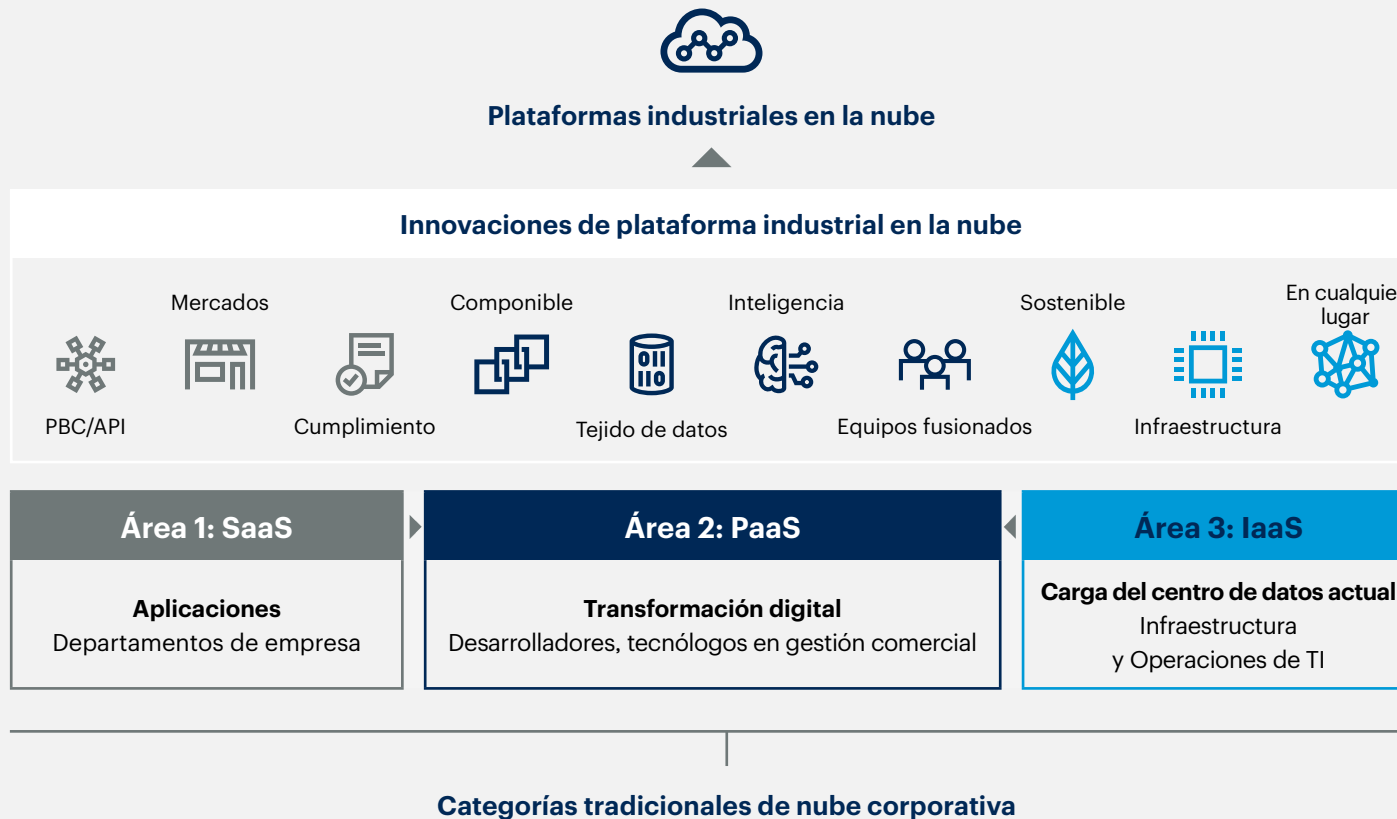 Plataformas industriales en la nube
Innovaciones de plataforma industrial en la nube
Mercados
Componible
Inteligencia
Sostenible
En cualquie
lugar
011
110
PBC/API
Cumplimiento
Tejido de datos
Equipos fusionados
Infraestructura
Área 1: SaaS
Aplicaciones
Departamentos de empresa
Área 2: PaaS
Transformación digital
Desarrolladores, tecnólogos en gestión comercial
Área 3: IaaS
Carga del centro de datos actual
Infraestructura
y Operaciones de TI
Categorías tradicionales de nube corporativa